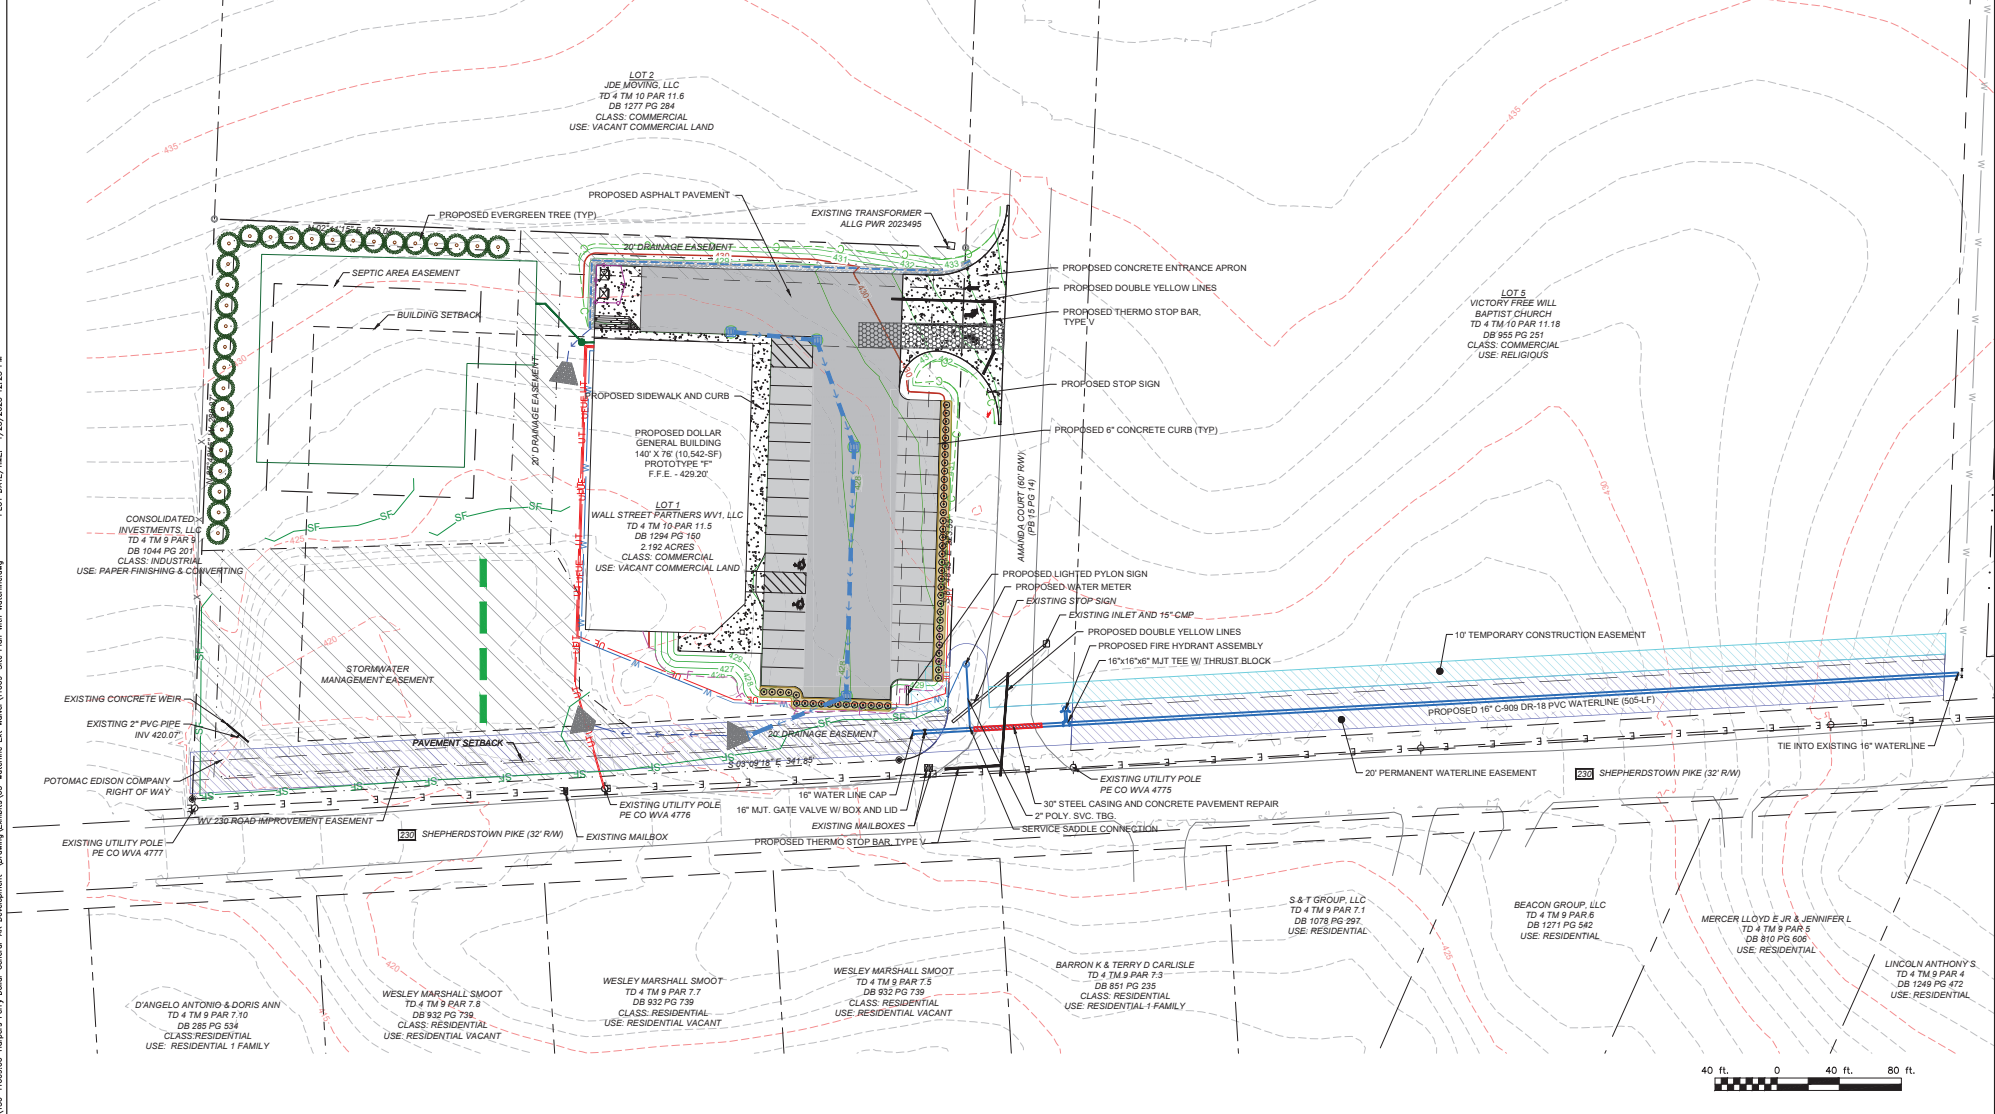 LOT 2
JDE MOVING, LLC
TD 4 TM 10 PAR 11.6
DB 1277 PG 284
CLASS: COMMERCIAL
USE: VACANT COMMERCIAL LAND
435
435
PROPOSED ASPHALT PAVEMENT
PROPOSED EVERGREEN TREE (TYP)
EXISTING TRANSFORMER
ALLG PWR 2023495
20' DRAINAGE EASEMENT
SEPTIC AREA EASEMENT
BUILDING SETBACK
20' DRAINAGE EASEMENT
PROPOSED CONCRETE ENTRANCE APRON
PROPOSED DOUBLE YELLOW LINES
PROPOSED THERMO STOP BAR,
TYPE V
PROPOSED STOP SIGN
PROPOSED 6" CONCRETE CURB (TYP)
LOT 5
VICTORY FREE WILL
BAPTIST CHURCH
TD 4 TM 10 PAR 11.18
DB 955 PG 251
CLASS: COMMERCIAL
USE: RELIGIOUS
PROPOSED SIDEWALK AND CURB
PROPOSED DOLLAR
GENERAL BUILDING
140' X 76' (10,542-SF)
PROTOTYPE "F"
F.F.E. - 429.20'
LOT 1
WALL STREET PARTNERS WV1, LLC
TD 4 TM 10 PAR 11.5
DB 1294 PG 150
2.192 ACRES
CLASS: COMMERCIAL
USE: VACANT COMMERCIAL LAND
AMANDA COURT (60' R/W)
(PB 15 PG 14)
CONSOLIDATED
INVESTMENTS, LLC
TD 4 TM 9 PAR 9
DB 1044 PG 201
CLASS: INDUSTRIAL
USE: PAPER FINISHING & CONVERTING
PROPOSED LIGHTED PYLON SIGN
PROPOSED WATER METER
EXISTING STOP SIGN
EXISTING INLET AND 15" CMP
PROPOSED DOUBLE YELLOW LINES
PROPOSED FIRE HYDRANT ASSEMBLY
16"x16"x6" MJT TEE W/ THRUST BLOCK
10' TEMPORARY CONSTRUCTION EASEMENT
STORMWATER
MANAGEMENT EASEMENT
EXISTING CONCRETE WEIR
EXISTING 2" PVC PIPE
INV 420.07'
PAVEMENT SETBACK
20' DRAINAGE EASEMENT
S 03°09'18" E 341.85'
PROPOSED 16" C-909 DR-18 PVC WATERLINE (505-LF)
TIE INTO EXISTING 16" WATERLINE
POTOMAC EDISON COMPANY
RIGHT OF WAY
20' PERMANENT WATERLINE EASEMENT
230 SHEPHERDSTOWN PIKE (32' R/W)
EXISTING UTILITY POLE
PE CO WVA 4775
16" WATER LINE CAP
16" MJT. GATE VALVE W/ BOX AND LID
EXISTING UTILITY POLE
PE CO WVA 4776
30" STEEL CASING AND CONCRETE PAVEMENT REPAIR
2" POLY. SVC. TBG.
SERVICE SADDLE CONNECTION
EXISTING MAILBOXES
PROPOSED THERMO STOP BAR, TYPE V
WV 230 ROAD IMPROVEMENT EASEMENT
230 SHEPHERDSTOWN PIKE (32' R/W)
EXISTING MAILBOX
EXISTING UTILITY POLE
PE CO WVA 4777
D'ANGELO ANTONIO & DORIS ANN
TD 4 TM 9 PAR 7.10
DB 285 PG 534
CLASS:RESIDENTIAL
USE: RESIDENTIAL 1 FAMILY
WESLEY MARSHALL SMOOT
TD 4 TM 9 PAR 7.8
DB 932 PG 739
CLASS: RESIDENTIAL
USE: RESIDENTIAL VACANT
WESLEY MARSHALL SMOOT
TD 4 TM 9 PAR 7.7
DB 932 PG 739
CLASS: RESIDENTIAL
USE: RESIDENTIAL VACANT
WESLEY MARSHALL SMOOT
TD 4 TM 9 PAR 7.5
DB 932 PG 739
CLASS: RESIDENTIAL
USE: RESIDENTIAL VACANT
BARRON K & TERRY D CARLISLE
TD 4 TM 9 PAR 7.3
DB 851 PG 235
CLASS: RESIDENTIAL
USE: RESIDENTIAL 1 FAMILY
S & T GROUP, LLC
TD 4 TM 9 PAR 7.1
DB 1078 PG 297
USE: RESIDENTIAL
BEACON GROUP, LLC
TD 4 TM 9 PAR 6
DB 1271 PG 542
USE: RESIDENTIAL
MERCER LLOYD E JR & JENNIFER L
TD 4 TM 9 PAR 5
DB 810 PG 606
USE: RESIDENTIAL
LINCOLN ANTHONY S
TD 4 TM 9 PAR 4
DB 1249 PG 472
USE: RESIDENTIAL
40 ft. 0 40 ft. 80 ft.